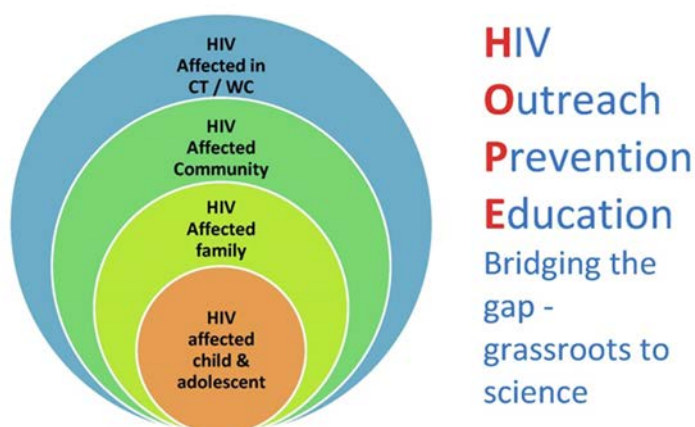 HIV
Affected in
CT / WC
HIV
Affected
Community
HIV
Affected
family
HIV
affected
child &
adolescent
HIV
Outreach
Prevention
Education
Bridging the
gap -
grassroots to
science